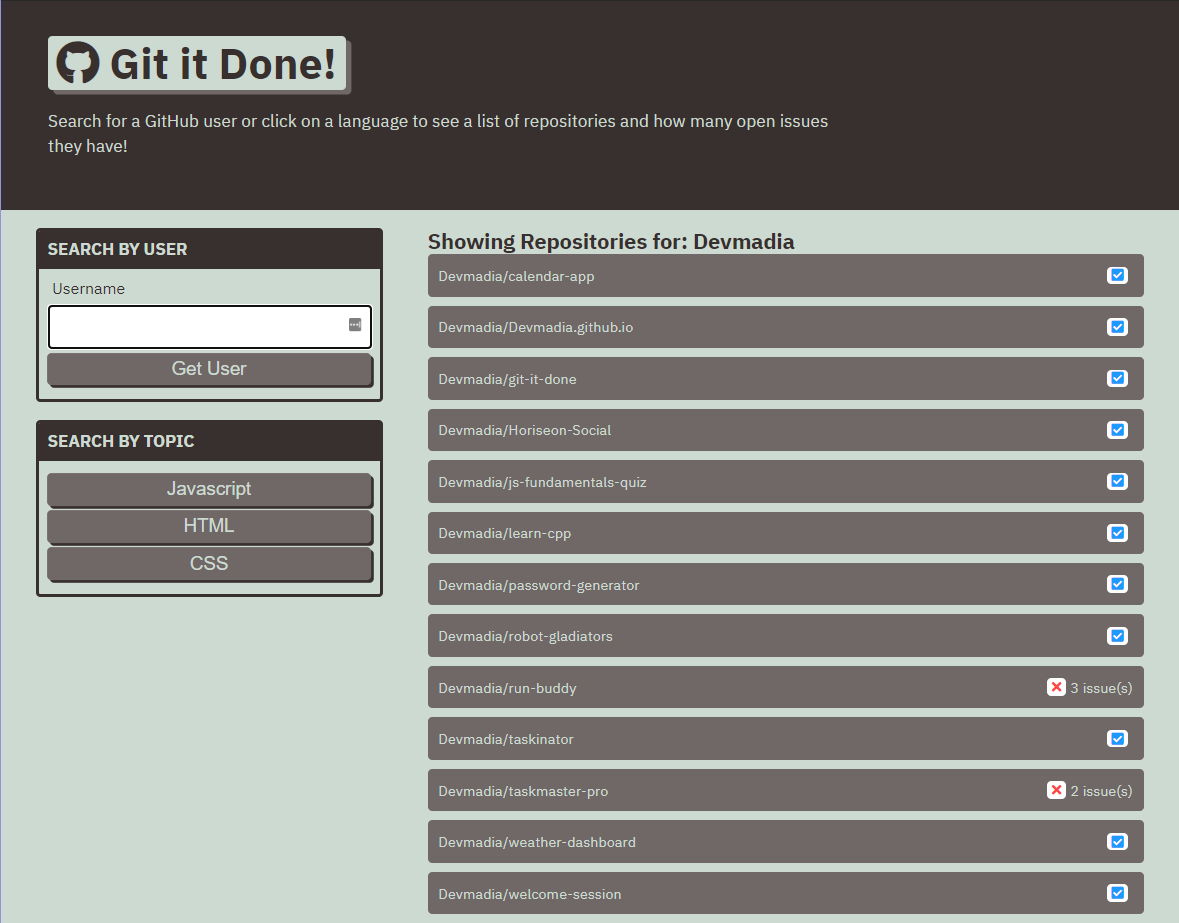 Git it Done!
Search for a GitHub user or click on a language to see a list of repositories and how many open issues
they have!
SEARCH BY USER
Username
Get User
SEARCH BY TOPIC
Javascript
HTML
CSS
Showing Repositories for: Devmadia
Devmadia/calendar-app
Devmadia/Devmadia.github.io
Devmadia/git-it-done
Devmadia/Horiseon-Social
Devmadia/js-fundamentals-quiz
Devmadia/learn-cpp
Devmadia/password-generator
Devmadia/robot-gladiators
Devmadia/run-buddy 3 issue(s)
Devmadia/taskinator
Devmadia/taskmaster-pro 2 issue(s)
Devmadia/weather-dashboard
Devmadia/welcome-session